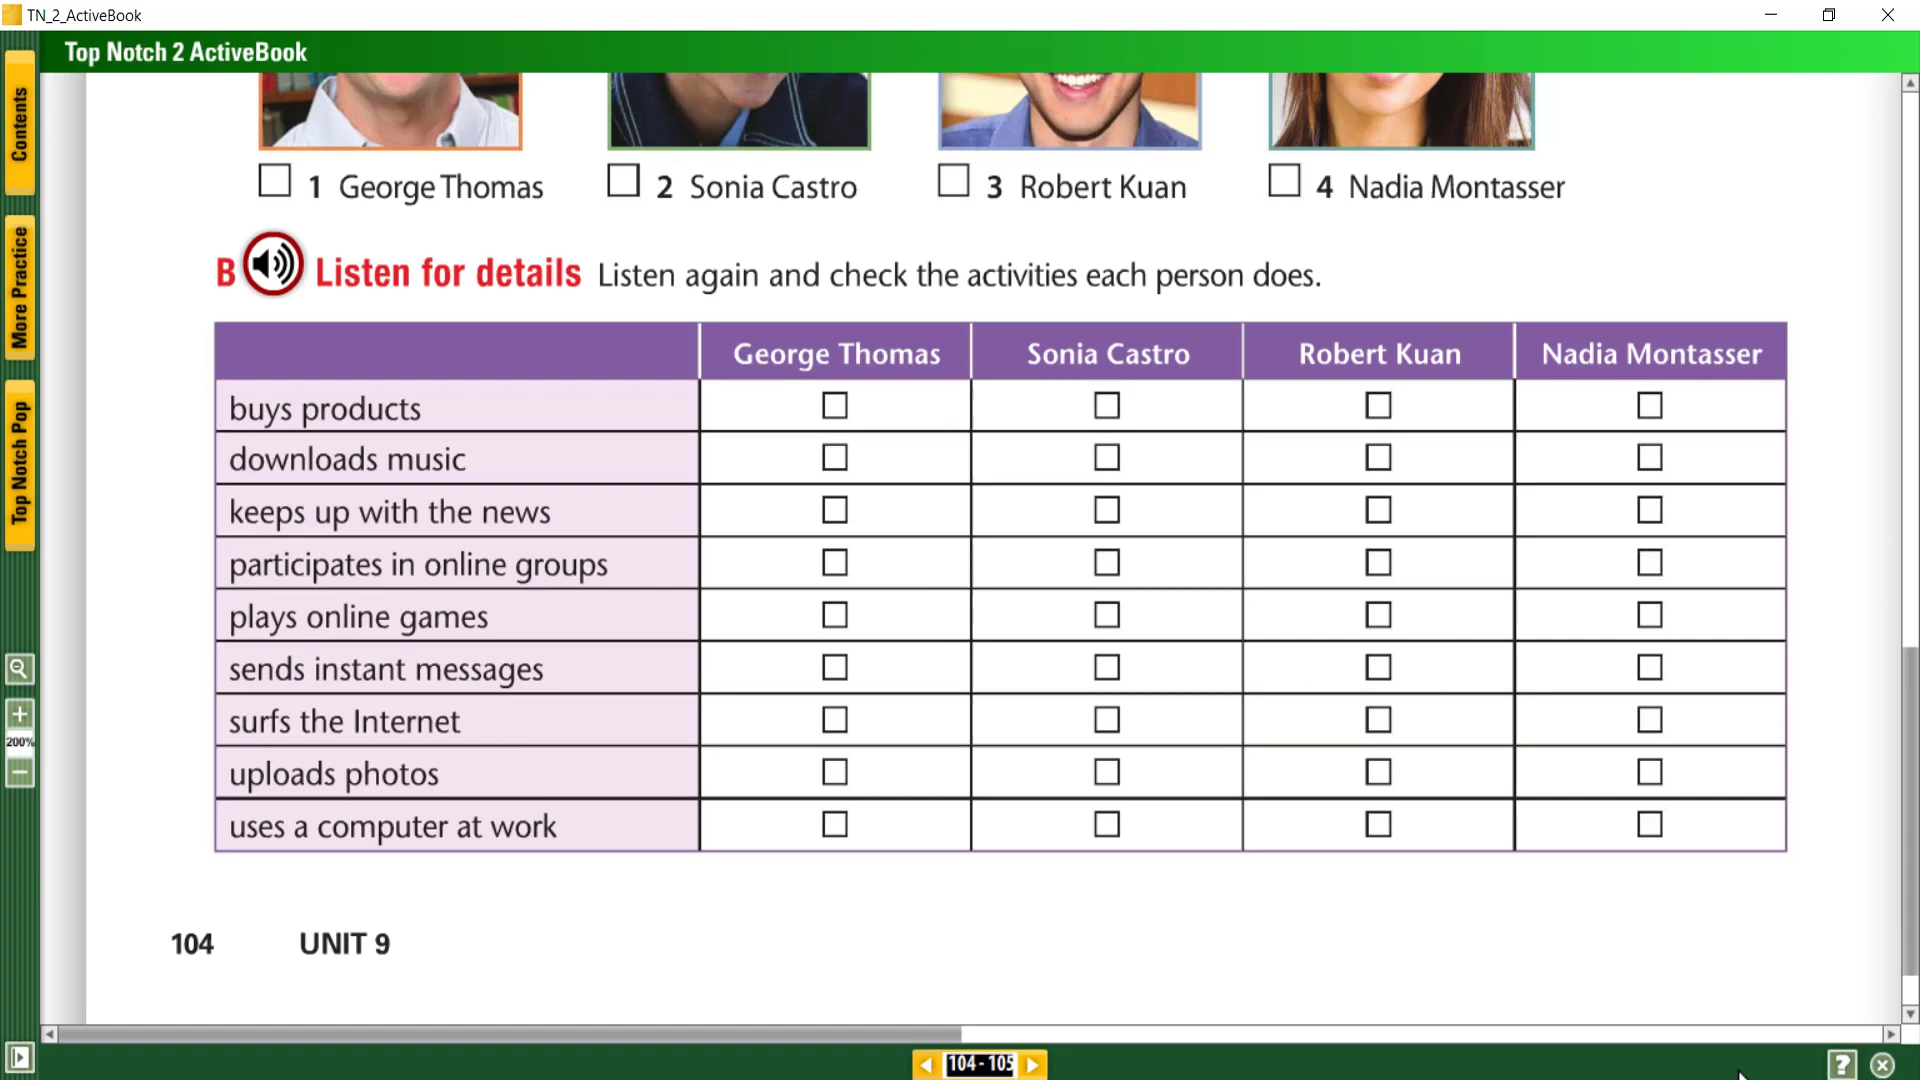 TN_2_ActiveBook
Top Notch 2 ActiveBook
Contents
More Practice
Top Notch Pop
200%
1 George Thomas
2 Sonia Castro
3 Robert Kuan
4 Nadia Montasser
B Listen for details Listen again and check the activities each person does.
George Thomas Sonia Castro Robert Kuan Nadia Montasser
buys products
downloads music
keeps up with the news
participates in online groups
plays online games
sends instant messages
surfs the Internet
uploads photos
uses a computer at work
104 UNIT 9
104 - 105
?